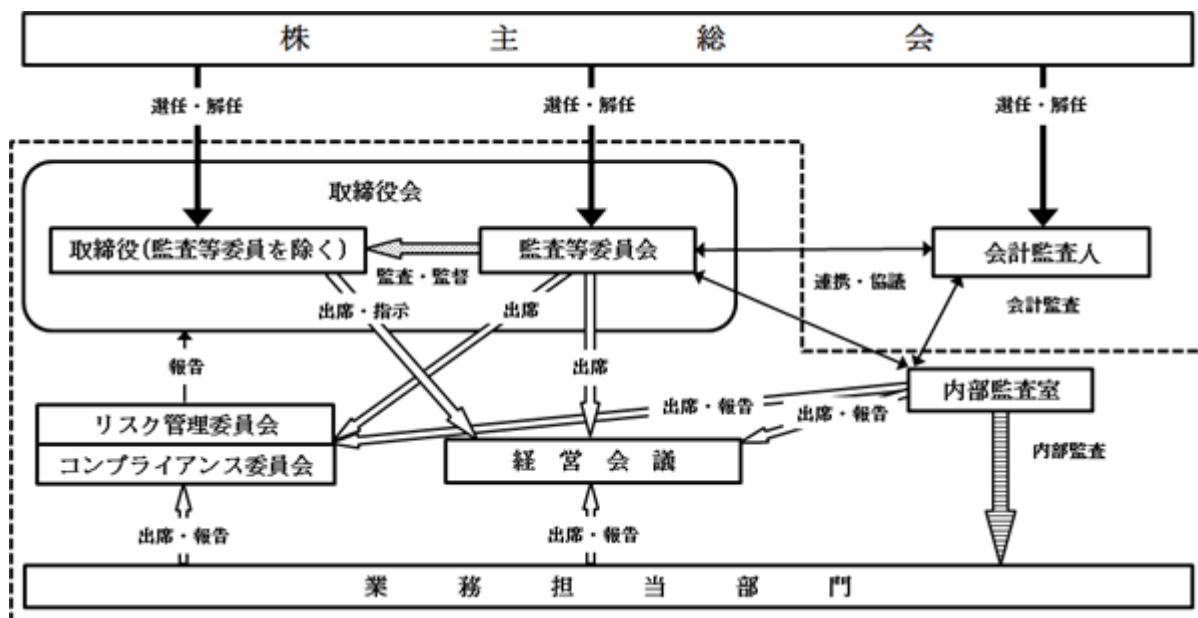 株主総会
選任・解任
選任・解任
選任・解任
取締役会
取締役(監査等委員を除く)
監査等委員会
会計監査人
監査・監督
連携・協議
出席・指示
出席
会計監査
報告
出席
内部監査室
リスク管理委員会
出席・報告
出席・報告
コンプライアンス委員会
経営会議
内部監査
出席・報告
出席・報告
業務担当部門